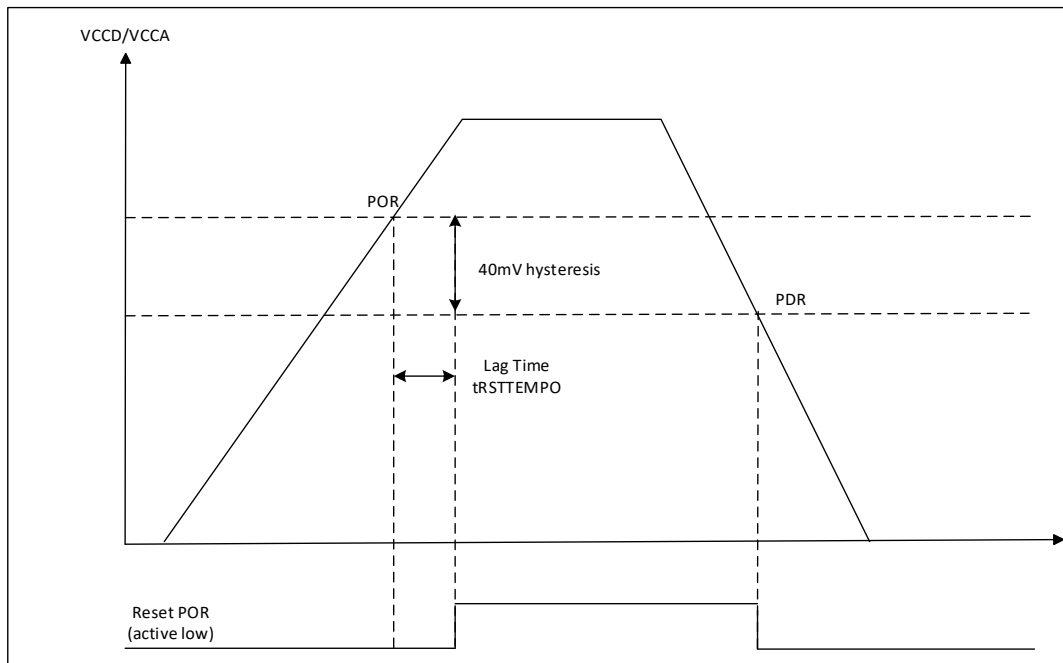 VCCD/VCCA
POR
40mV hysteresis
PDR
Lag Time
tRSTTEMPO
Reset POR
(active low)